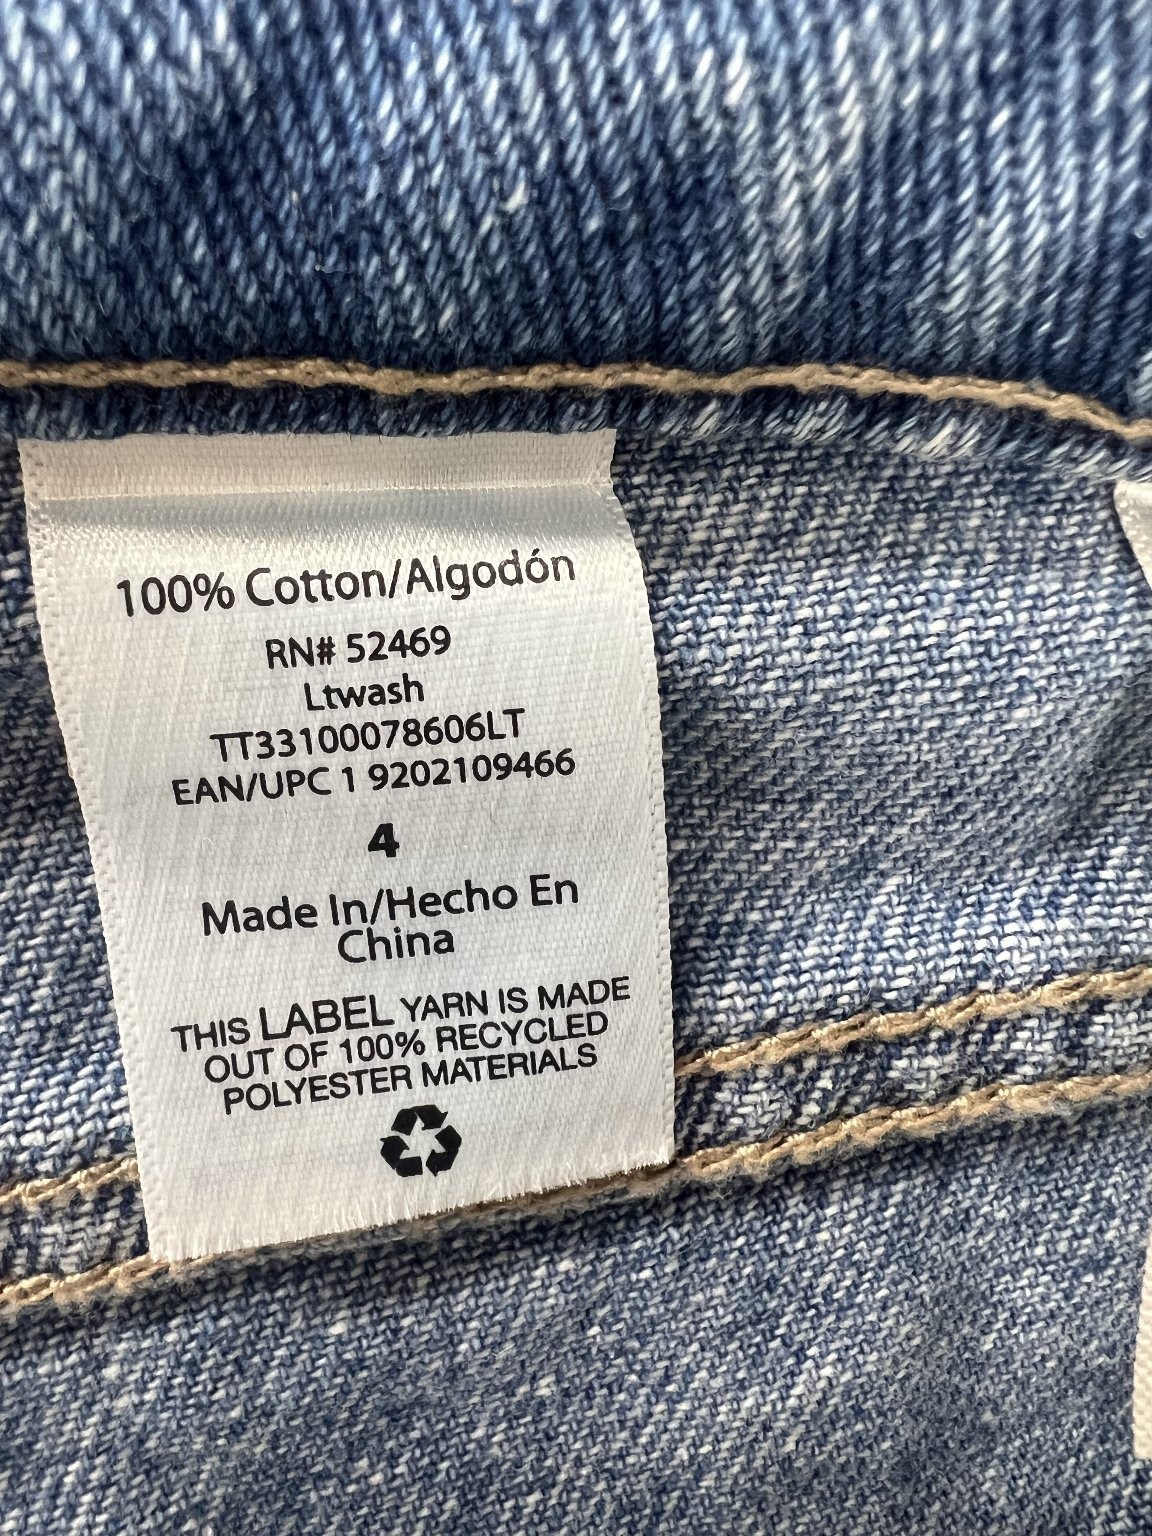 100% Cotton/Algodón
RN# 52469
Ltwash
TT33100078606LT
EAN/UPC 1 9202109466
4
Made In/Hecho En
China
THIS LABEL YARN IS MADE
OUT OF 100% RECYCLED
POLYESTER MATERIALS